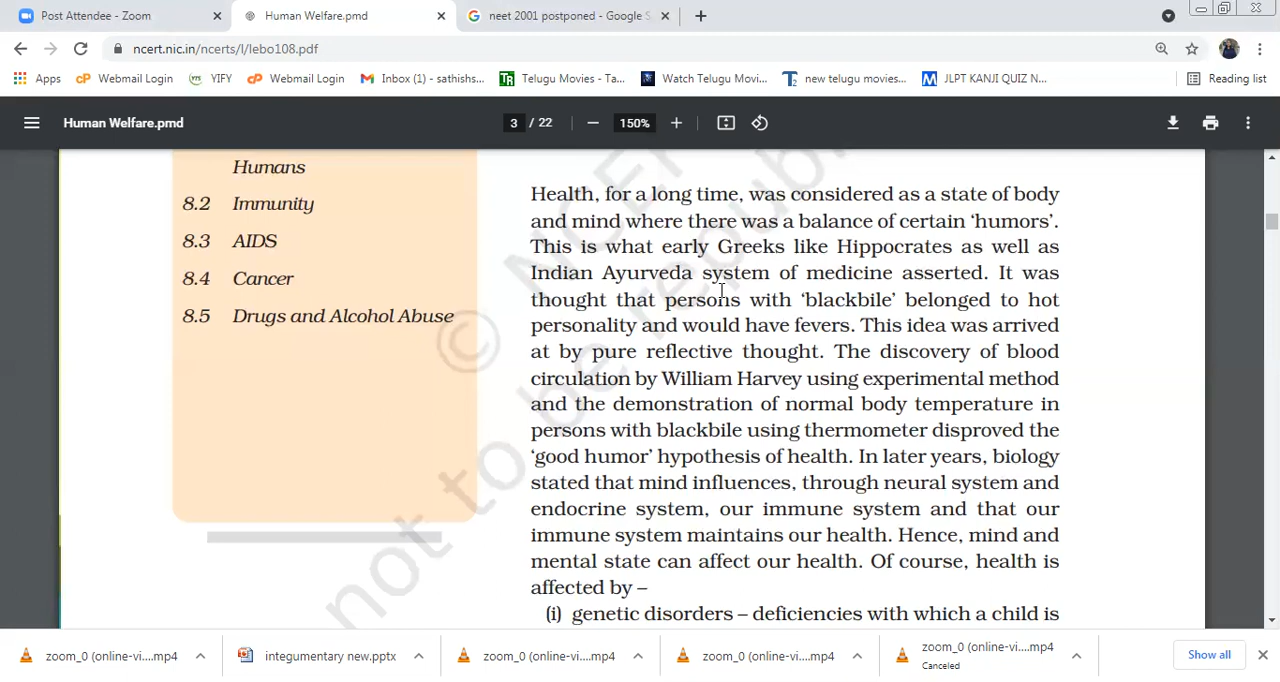 Post Attendee - Zoom
Human Welfare.pmd
neet 2001 postponed - Google S
ncert.nic.in/ncerts/l/lebo108.pdf
Apps
Webmail Login
YIFY
Webmail Login
Inbox (1) - sathishs...
Telugu Movies - Ta...
Watch Telugu Movi...
new telugu movies...
JLPT KANJI QUIZ N...
Reading list
Human Welfare.pmd
3 / 22
150%
Humans
8.2 Immunity
8.3 AIDS
8.4 Cancer
8.5 Drugs and Alcohol Abuse
Health, for a long time, was considered as a state of body
and mind where there was a balance of certain ‘humors’.
This is what early Greeks like Hippocrates as well as
Indian Ayurveda system of medicine asserted. It was
thought that persons with ‘blackbile’ belonged to hot
personality and would have fevers. This idea was arrived
at by pure reflective thought. The discovery of blood
circulation by William Harvey using experimental method
and the demonstration of normal body temperature in
persons with blackbile using thermometer disproved the
‘good humor’ hypothesis of health. In later years, biology
stated that mind influences, through neural system and
endocrine system, our immune system and that our
immune system maintains our health. Hence, mind and
mental state can affect our health. Of course, health is
affected by –
(i) genetic disorders – deficiencies with which a child is
© NCER
not to be republ
zoom_0 (online-vi....mp4
integumentary new.pptx
zoom_0 (online-vi....mp4
zoom_0 (online-vi....mp4
zoom_0 (online-vi....mp4
Canceled
Show all